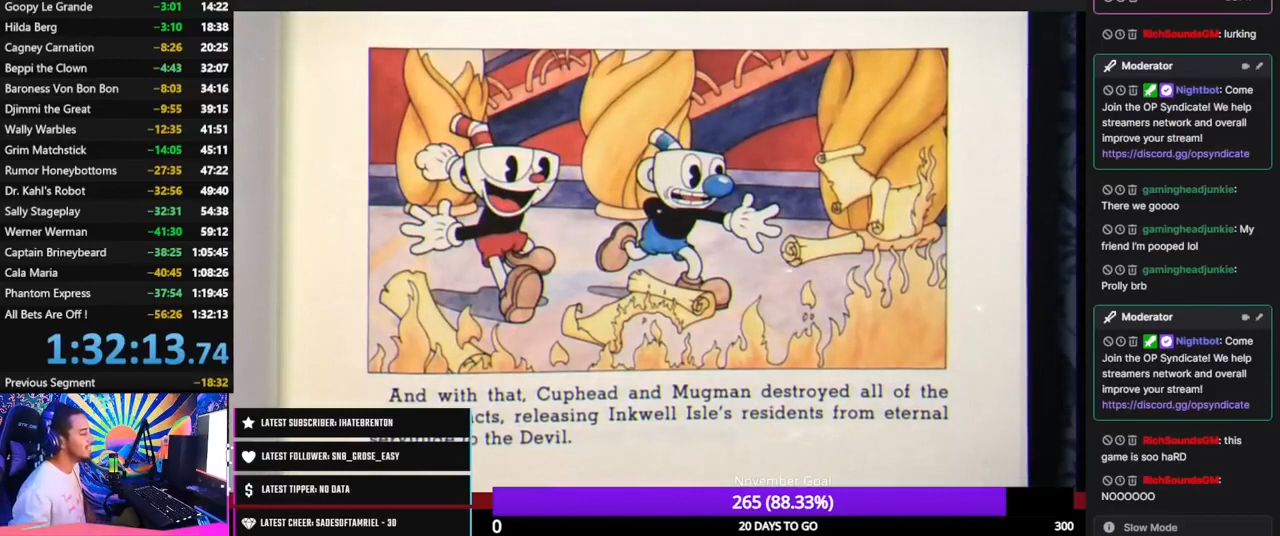 Goopy Le Grande −3:01 14:22
Hilda Berg −3:10 18:38
Cagney Carnation −8:26 20:25
Beppi the Clown −4:43 32:07
Baroness Von Bon Bon −8:03 34:16
Djimmi the Great −9:55 39:15
Wally Warbles −12:35 41:51
Grim Matchstick −14:05 45:11
Rumor Honeybottoms −27:35 47:22
Dr. Kahl's Robot −32:56 49:40
Sally Stageplay −32:31 54:38
Werner Werman −41:30 59:12
Captain Brineybeard −38:25 1:05:45
Cala Maria −40:45 1:08:26
Phantom Express −37:54 1:19:45
All Bets Are Off ! −56:26 1:32:13
1:32:13.74
Previous Segment −18:32
And with that, Cuphead and Mugman destroyed all of the
releasing Inkwell Isle's residents from eternal
the Devil.
LATEST SUBSCRIBER: IHATEBRENTON
LATEST FOLLOWER: SNB_GROSE_EASY
LATEST TIPPER: NO DATA
LATEST CHEER: SADESOFTAMRIEL - 30
November Goal
265 (88.33%)
0 20 DAYS TO GO 300
RichSoundsGM: lurking
Moderator
Nightbot: Come
Join the OP Syndicate! We help
streamers network and overall
improve your stream!
https://discord.gg/opsyndicate
gamingheadjunkie:
There we goooo
gamingheadjunkie: My
friend I'm pooped lol
gamingheadjunkie:
Prolly brb
Moderator
Nightbot: Come
Join the OP Syndicate! We help
streamers network and overall
improve your stream!
https://discord.gg/opsyndicate
RichSoundsGM: this
game is soo haRD
RichSoundsGM:
NOOOOOO
Slow Mode